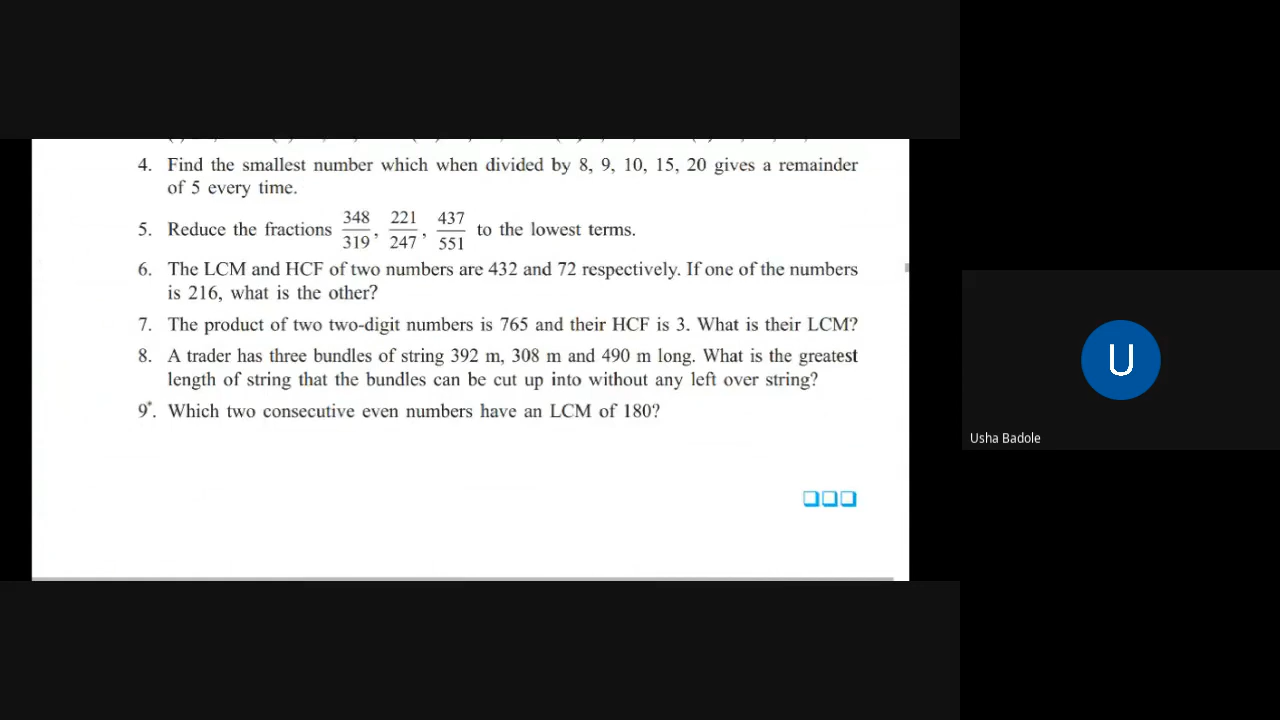 4. Find the smallest number which when divided by 8, 9, 10, 15, 20 gives a remainder
of 5 every time.
5. Reduce the fractions 348/319, 221/247, 437/551 to the lowest terms.
6. The LCM and HCF of two numbers are 432 and 72 respectively. If one of the numbers
is 216, what is the other?
7. The product of two two-digit numbers is 765 and their HCF is 3. What is their LCM?
8. A trader has three bundles of string 392 m, 308 m and 490 m long. What is the greatest
length of string that the bundles can be cut up into without any left over string?
9*. Which two consecutive even numbers have an LCM of 180?
U
Usha Badole